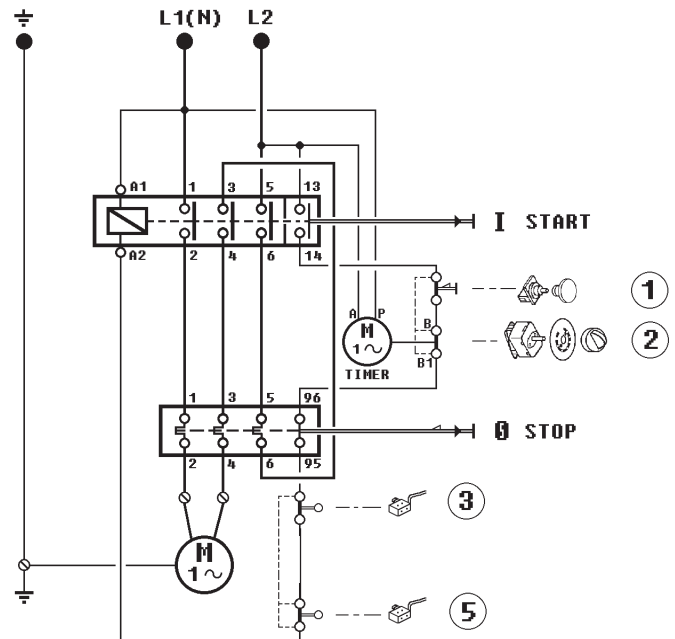 L1(N) L2
A1 1 3 5 13
I START
A2 2 4 6 14
1
A P
M
1~
B
B1
2
TIMER
1 3 5 96
0 STOP
2 4 6 95
3
M
1~
5